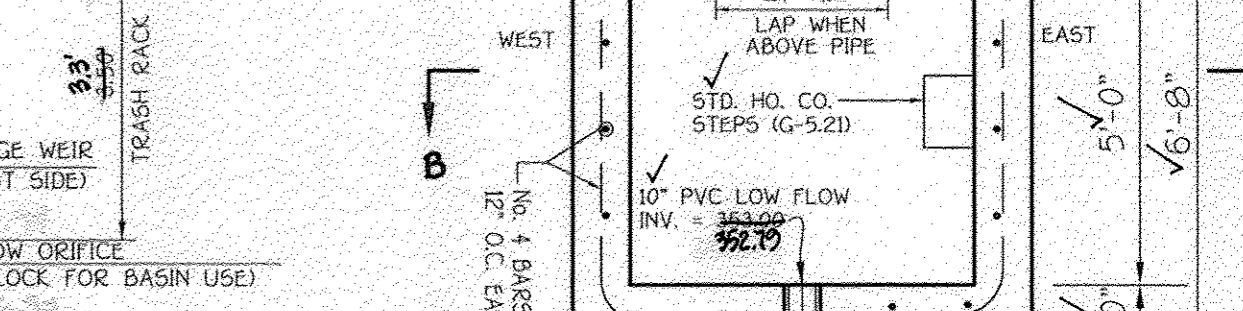 WEST
LAP WHEN
ABOVE PIPE
EAST
3.3'
3.50'
TRASH RACK
STD. HO. CO.
STEPS (G-5.21)
5'-0"
6'-8"
GE WEIR
T SIDE)
B
10" PVC LOW FLOW
INV. = 353.00
352.79
No. 4 BARS
12" O.C. EA
OW ORIFICE
LOCK FOR BASIN USE)